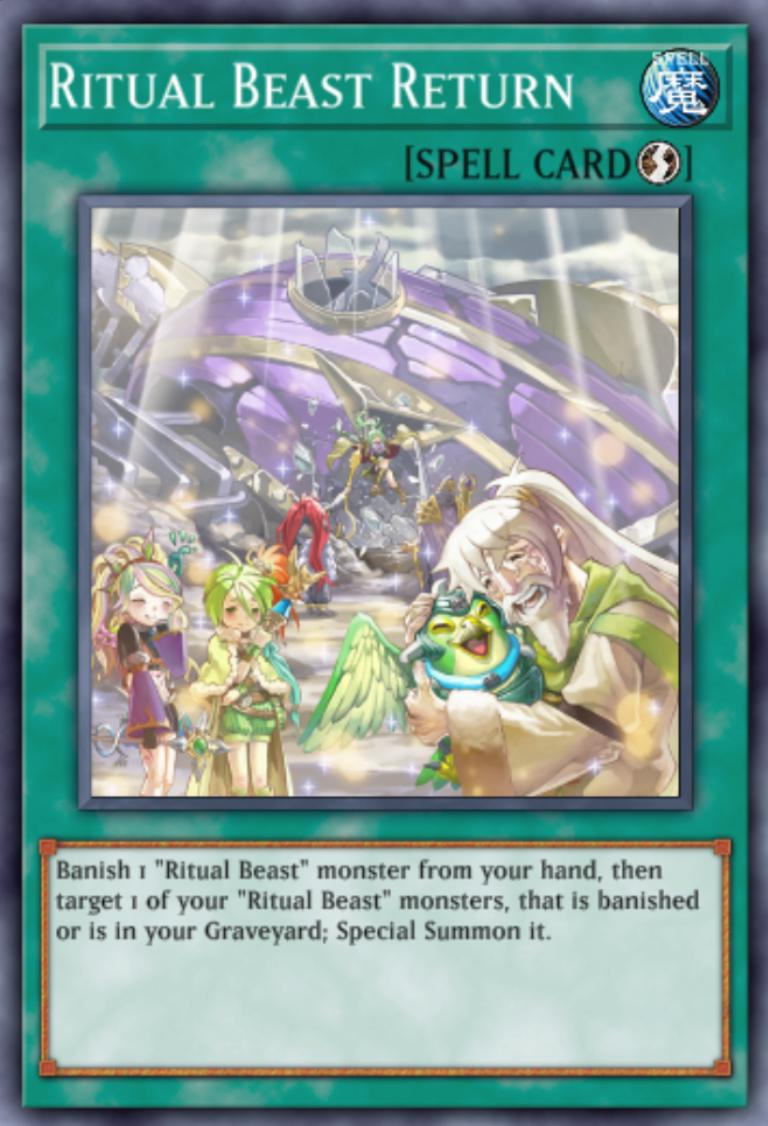 Ritual Beast Return
SPELL
魔
[SPELL CARD]
Banish 1 "Ritual Beast" monster from your hand, then
target 1 of your "Ritual Beast" monsters, that is banished
or is in your Graveyard; Special Summon it.